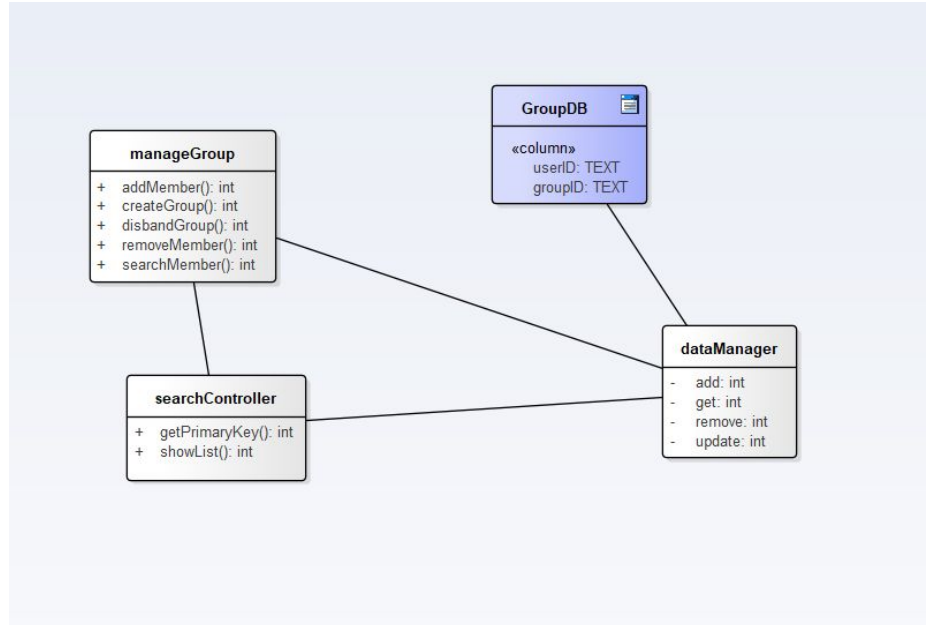 GroupDB
«column»
userID: TEXT
groupID: TEXT
manageGroup
+ addMember(): int
+ createGroup(): int
+ disbandGroup(): int
+ removeMember(): int
+ searchMember(): int
dataManager
- add: int
- get: int
- remove: int
- update: int
searchController
+ getPrimaryKey(): int
+ showList(): int